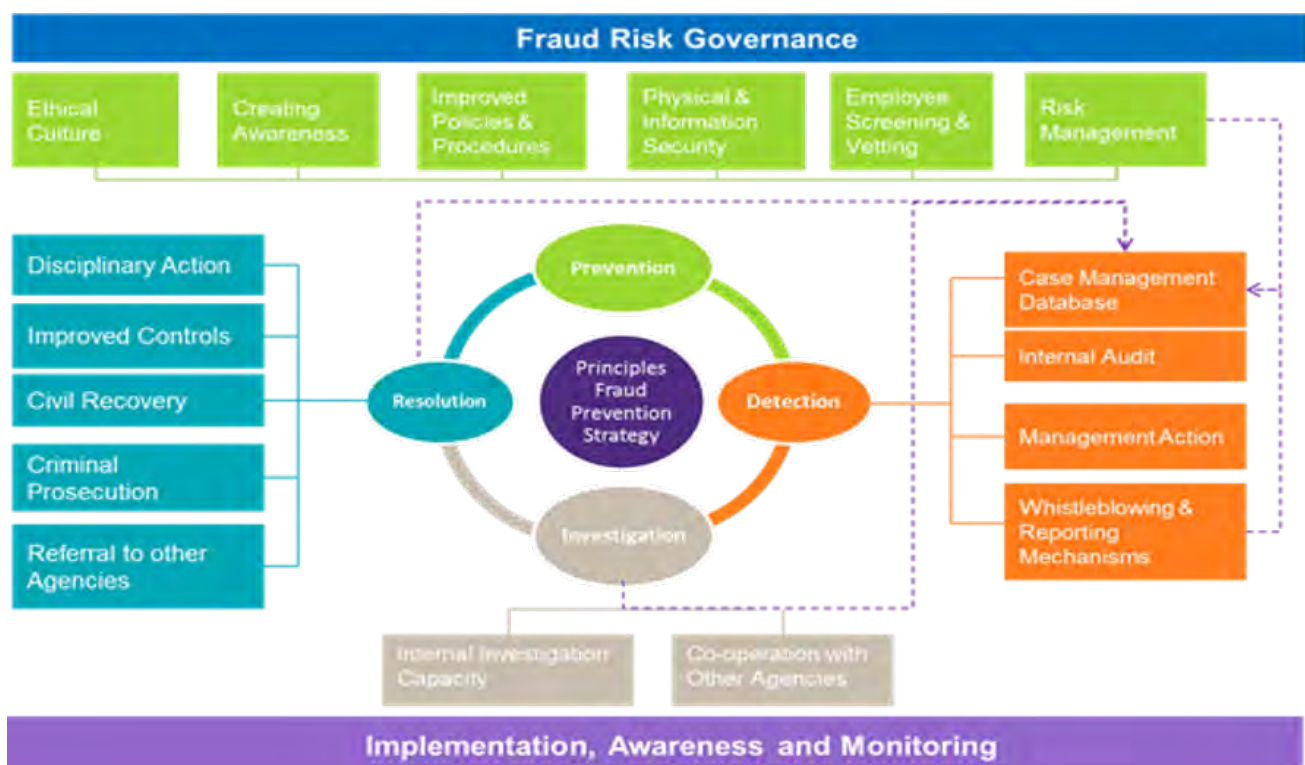 Fraud Risk Governance
Ethical
Culture
Creating
Awareness
Improved
Policies &
Procedures
Physical &
Information
Security
Employee
Screening &
Vetting
Risk
Management
Disciplinary Action
Improved Controls
Civil Recovery
Criminal
Prosecution
Referral to other
Agencies
Prevention
Resolution
Principles
Fraud
Prevention
Strategy
Detection
Investigation
Case Management
Database
Internal Audit
Management Action
Whistleblowing &
Reporting
Mechanisms
Internal Investigation
Capacity
Co-operation with
Other Agencies
Implementation, Awareness and Monitoring